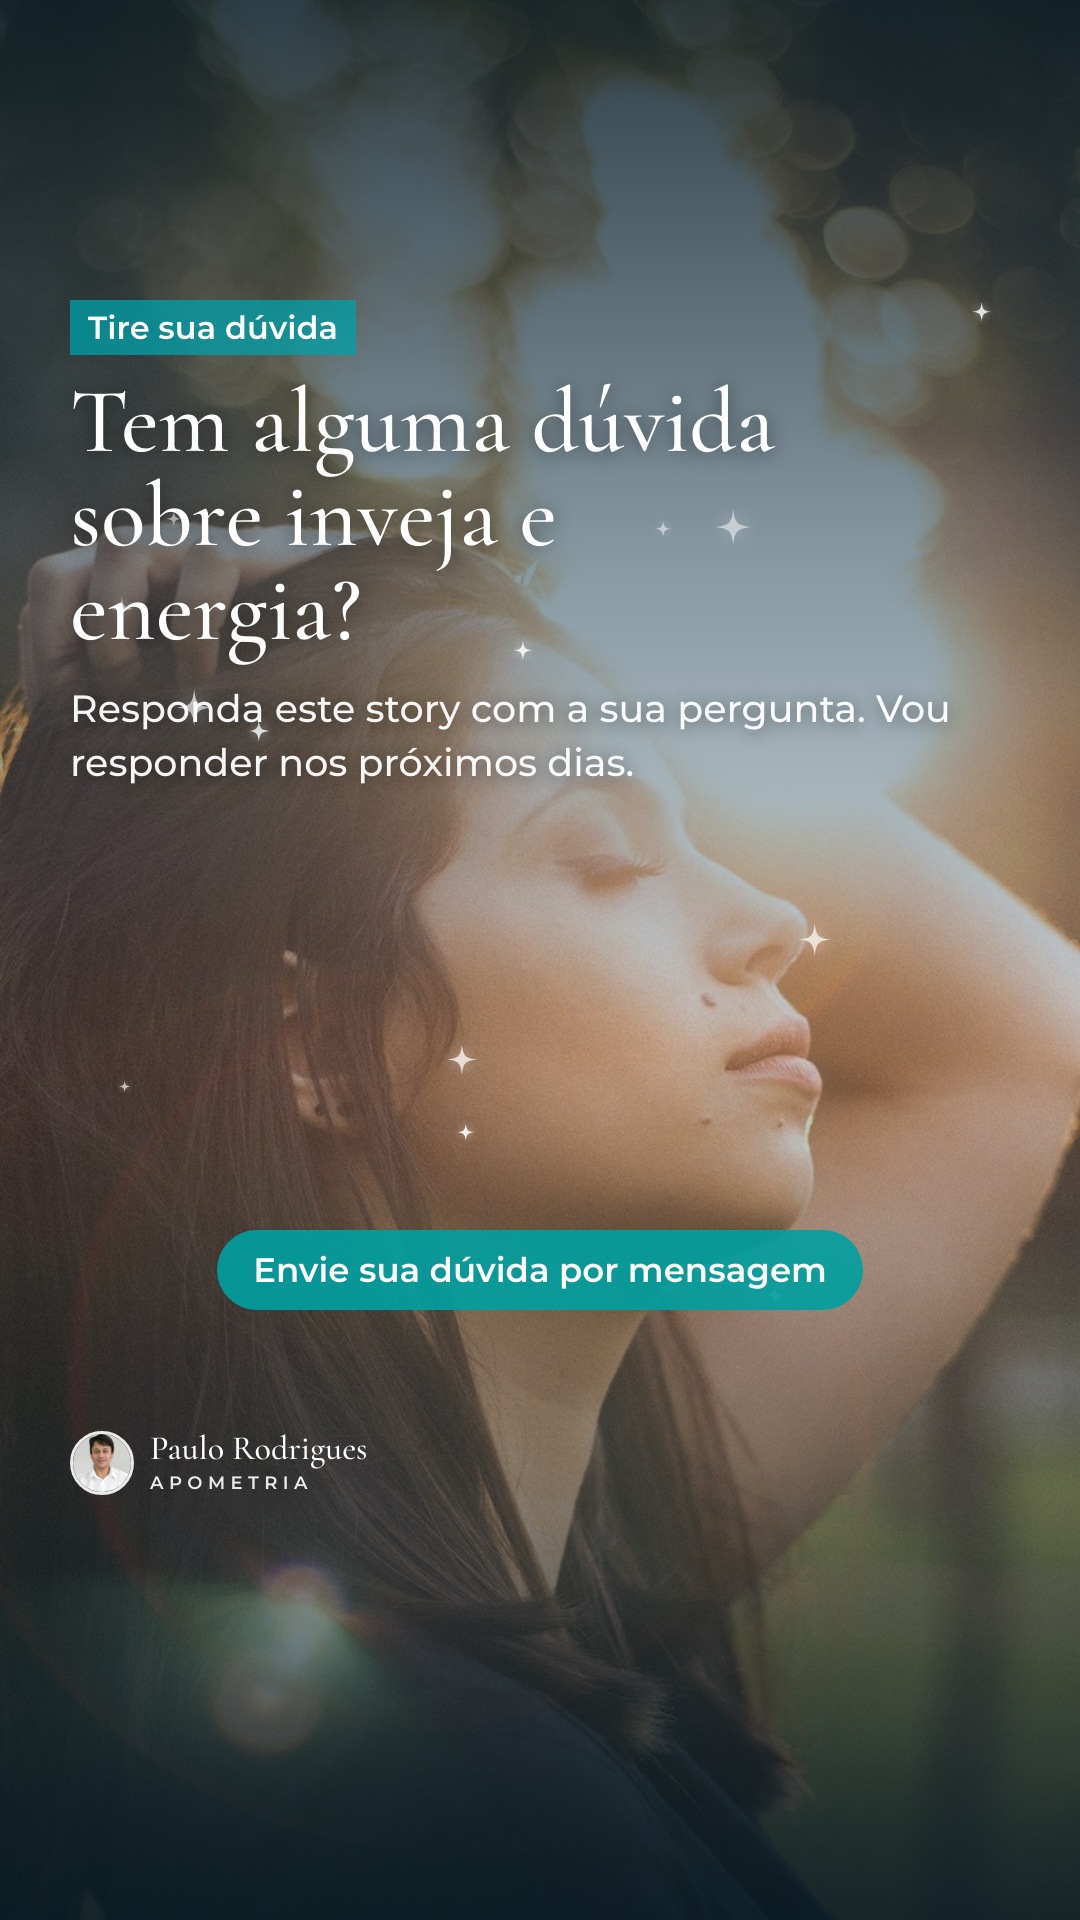 Tire sua dúvida
Tem alguma dúvida
sobre inveja e
energia?
Responda este story com a sua pergunta. Vou
responder nos próximos dias.
Envie sua dúvida por mensagem
Paulo Rodrigues
APOMETRIA